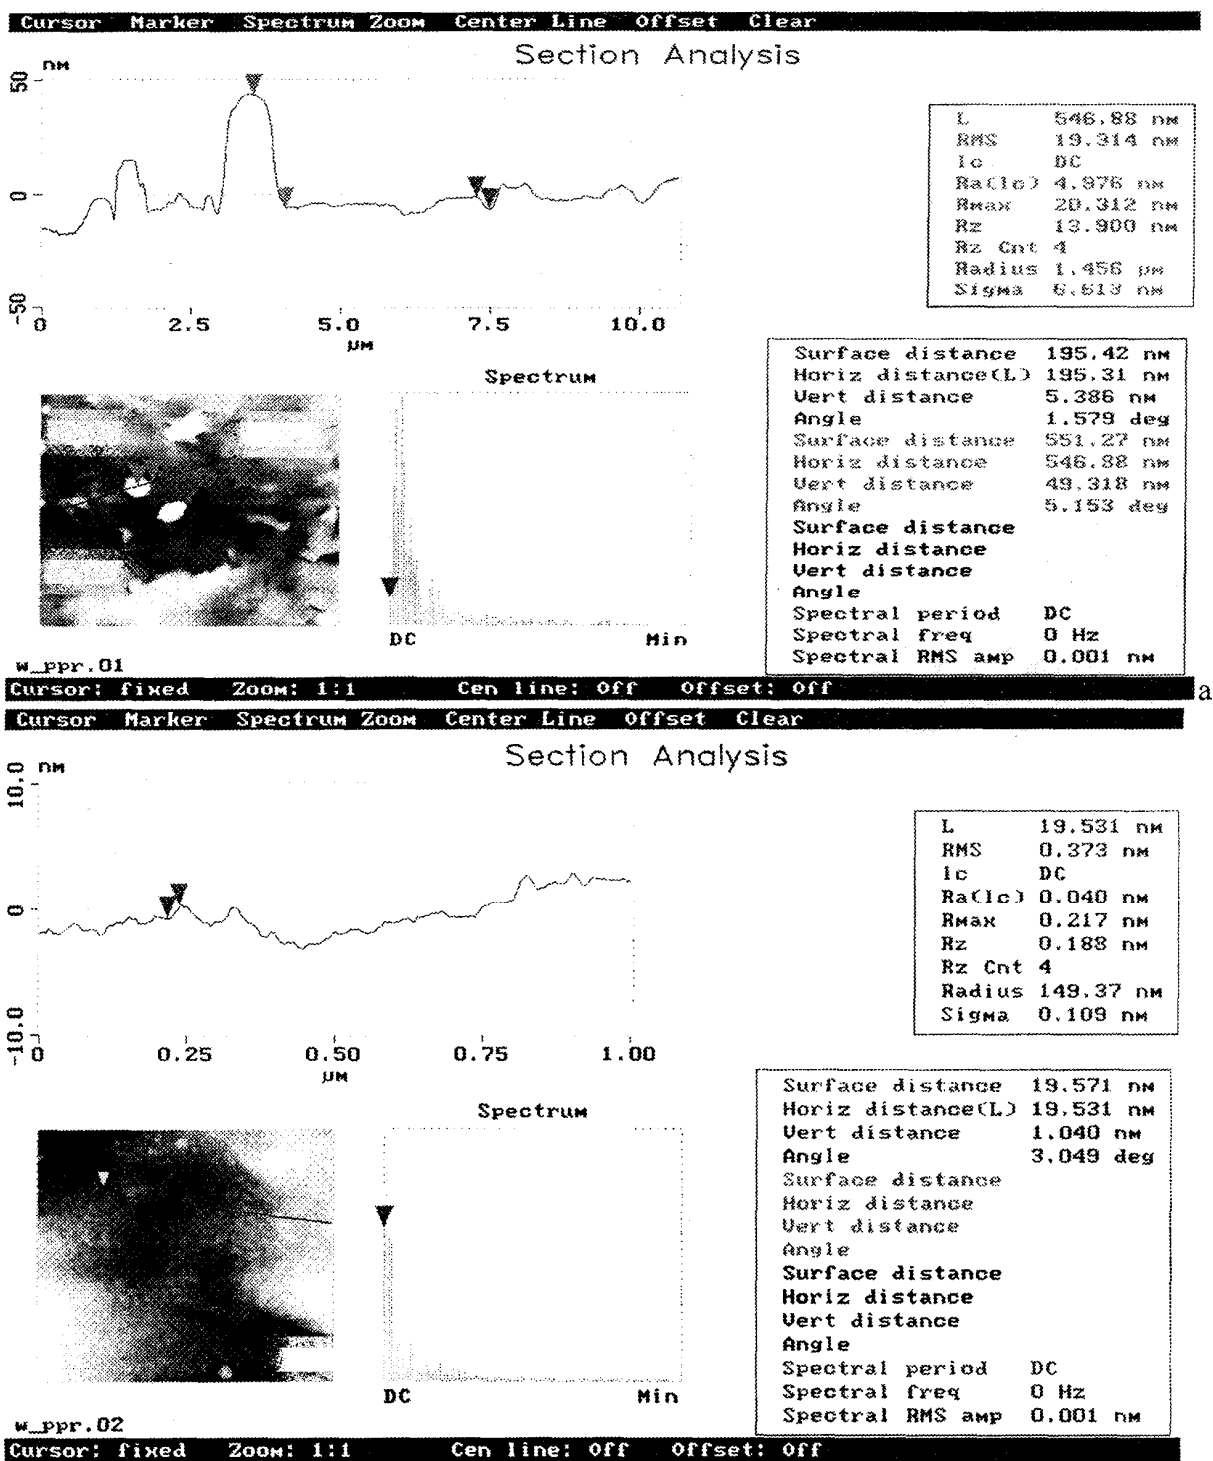 Cursor Marker Spectrum Zoom Center Line Offset Clear
Section Analysis
nm
50
0
-50
0 2.5 5.0 7.5 10.0
µm
L 546.88 nm
RMS 19.314 nm
lc DC
Ra(lc) 4.976 nm
Rmax 20.312 nm
Rz 13.900 nm
Rz Cnt 4
Radius 1.456 µm
Sigma 6.613 nm
Spectrum
DC Min
Surface distance 195.42 nm
Horiz distance(L) 195.31 nm
Vert distance 5.386 nm
Angle 1.579 deg
Surface distance 551.27 nm
Horiz distance 546.88 nm
Vert distance 49.318 nm
Angle 5.153 deg
Surface distance
Horiz distance
Vert distance
Angle
Spectral period DC
Spectral freq 0 Hz
Spectral RMS amp 0.001 nm
w_ppr.01
Cursor: fixed Zoom: 1:1 Cen line: Off Offset: Off
a
Cursor Marker Spectrum Zoom Center Line Offset Clear
Section Analysis
nm
10.0
0
-10.0
0 0.25 0.50 0.75 1.00
µm
L 19.531 nm
RMS 0.373 nm
lc DC
Ra(lc) 0.040 nm
Rmax 0.217 nm
Rz 0.188 nm
Rz Cnt 4
Radius 149.37 nm
Sigma 0.109 nm
Spectrum
DC Min
Surface distance 19.571 nm
Horiz distance(L) 19.531 nm
Vert distance 1.040 nm
Angle 3.049 deg
Surface distance
Horiz distance
Vert distance
Angle
Surface distance
Horiz distance
Vert distance
Angle
Spectral period DC
Spectral freq 0 Hz
Spectral RMS amp 0.001 nm
w_ppr.02
Cursor: fixed Zoom: 1:1 Cen line: Off Offset: Off